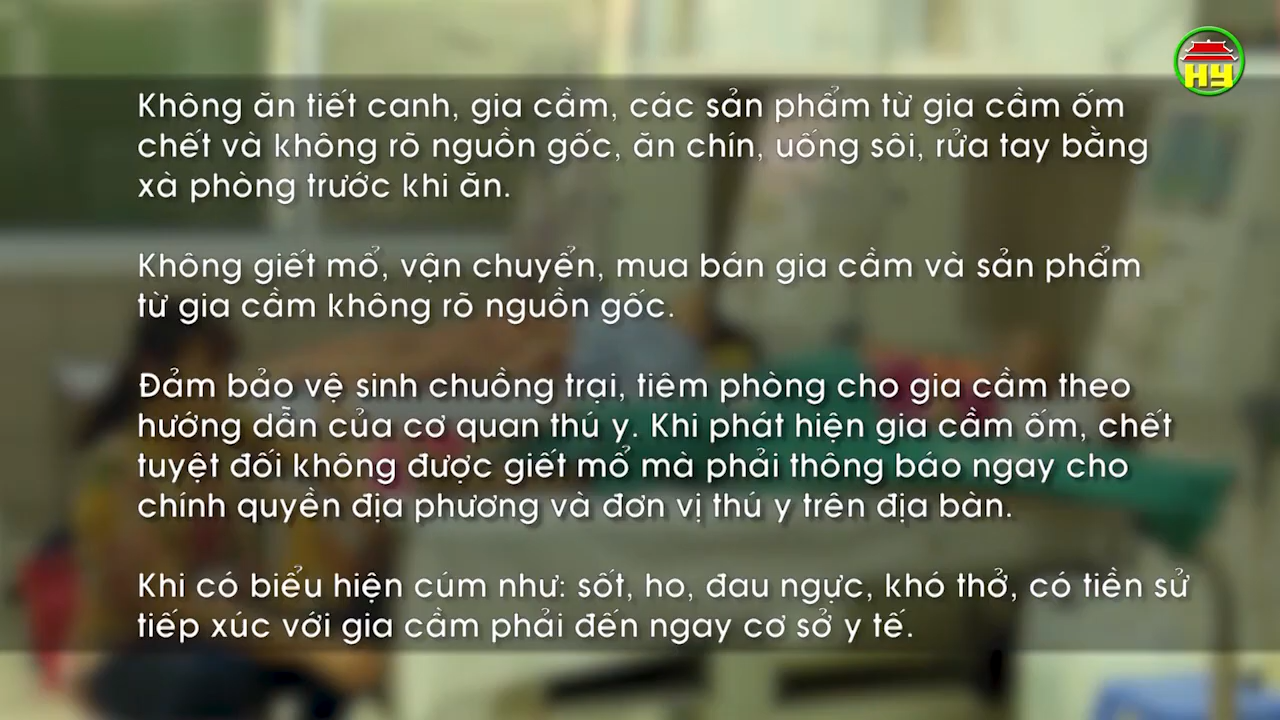 HY
Không ăn tiết canh, gia cầm, các sản phẩm từ gia cầm ốm
chết và không rõ nguồn gốc, ăn chín, uống sôi, rửa tay bằng
xà phòng trước khi ăn.
Không giết mổ, vận chuyển, mua bán gia cầm và sản phẩm
từ gia cầm không rõ nguồn gốc.
Đảm bảo vệ sinh chuồng trại, tiêm phòng cho gia cầm theo
hướng dẫn của cơ quan thú y. Khi phát hiện gia cầm ốm, chết
tuyệt đối không được giết mổ mà phải thông báo ngay cho
chính quyền địa phương và đơn vị thú y trên địa bàn.
Khi có biểu hiện cúm như: sốt, ho, đau ngực, khó thở, có tiền sử
tiếp xúc với gia cầm phải đến ngay cơ sở y tế.